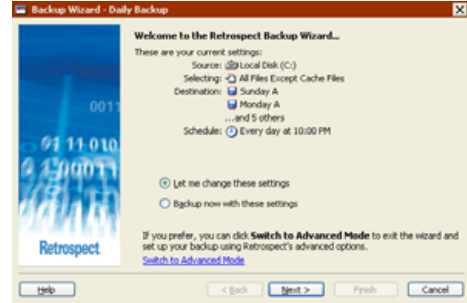 Backup Wizard - Daily Backup
Welcome to the Retrospect Backup Wizard...
These are your current settings:
Source: Local Disk (C:)
Selecting: All Files Except Cache Files
Destination: Sunday A
Monday A
...and 5 others
Schedule: Every day at 10:00 PM
Let me change these settings
Backup now with these settings
If you prefer, you can click Switch to Advanced Mode to exit the wizard and
set up your backup using Retrospect's advanced options.
Switch to Advanced Mode
Retrospect
Help
< Back
Next >
Finish
Cancel